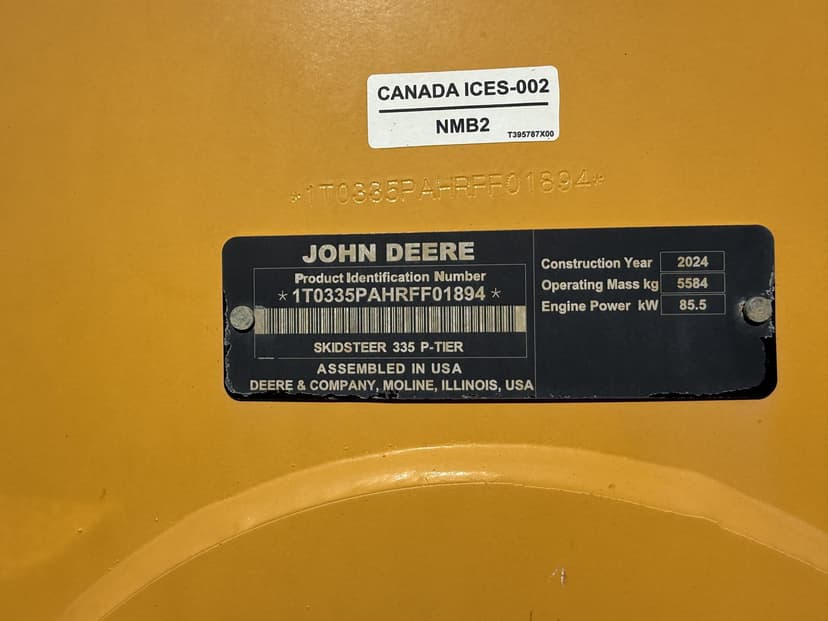 CANADA ICES-002
NMB2
T395787X00
*1T0335PAHRFF01894*
JOHN DEERE
Product Identification Number
*1T0335PAHRFF01894*
SKIDSTEER 335 P-TIER
ASSEMBLED IN USA
DEERE & COMPANY, MOLINE, ILLINOIS, USA
Construction Year 2024
Operating Mass kg 5584
Engine Power kW 85.5